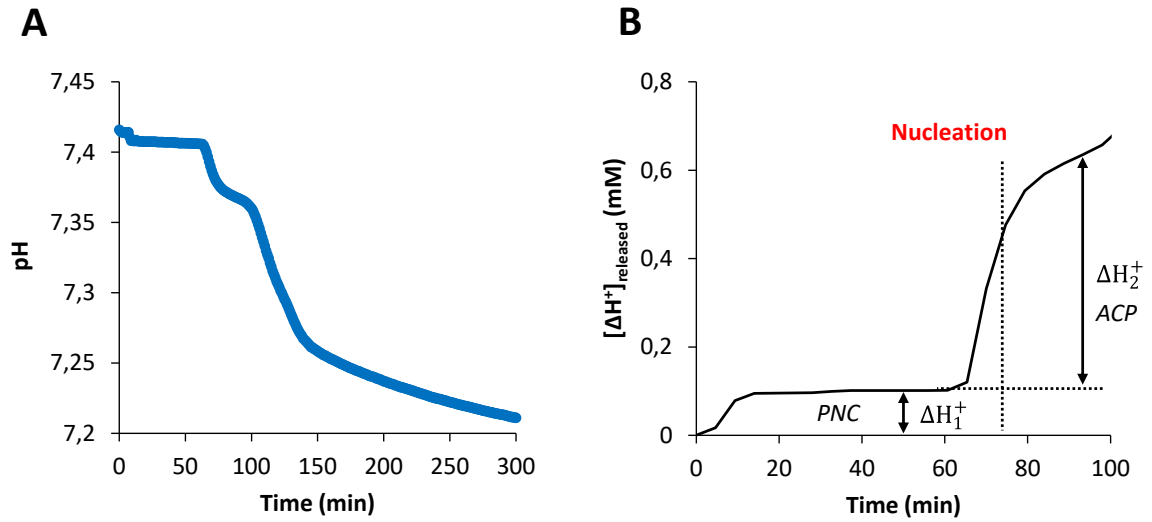 A
7,45
7,4
7,35
7,3
7,25
7,2
pH
0 50 100 150 200 250 300
Time (min)
B
0,8
0,6
0,4
0,2
0
[ΔH⁺]released (mM)
Nucleation
ΔH₂⁺
ACP
PNC
ΔH₁⁺
0 20 40 60 80 100
Time (min)